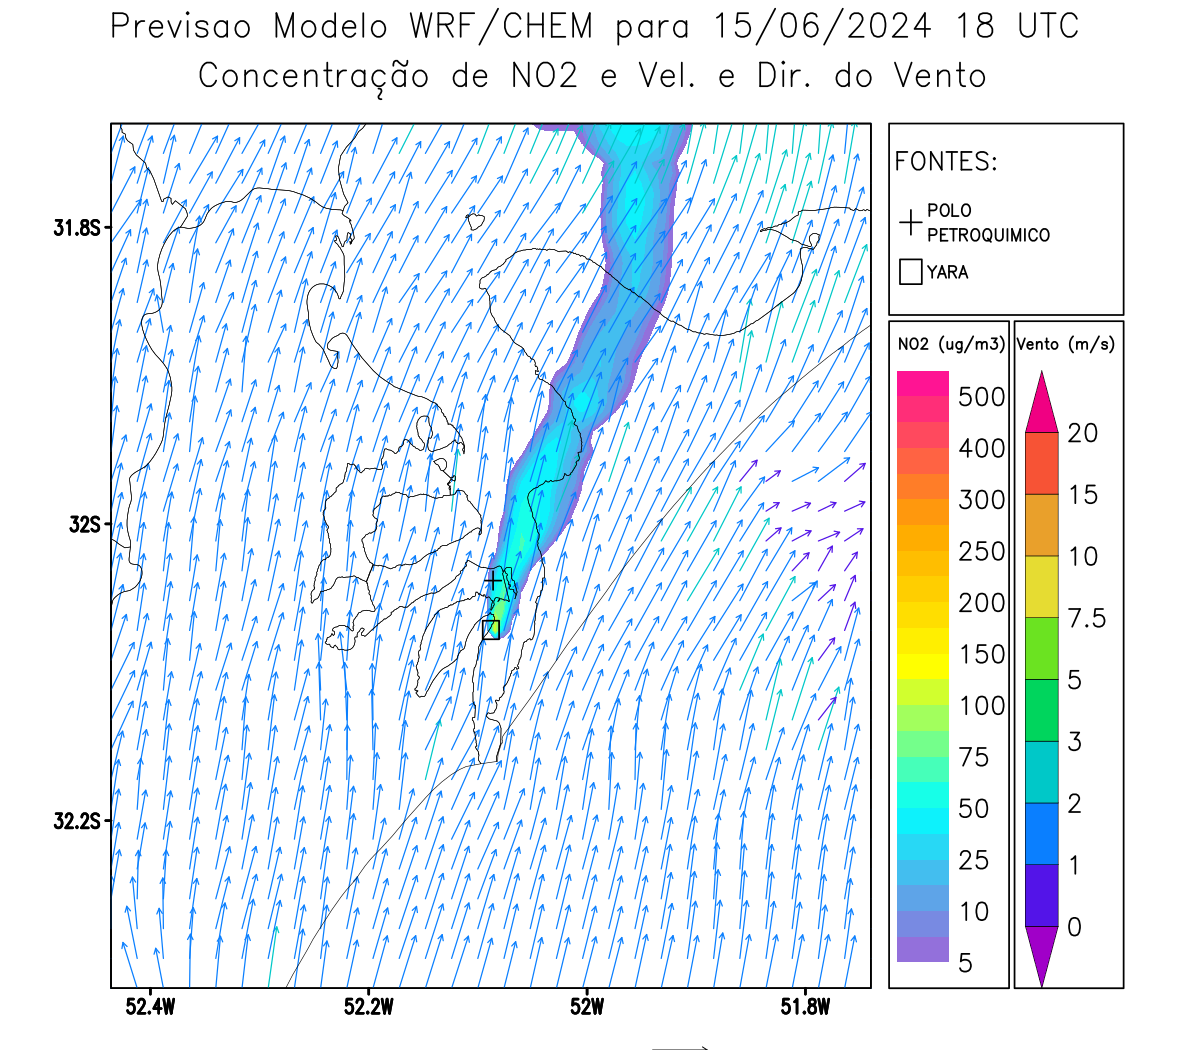 Previsao Modelo WRF/CHEM para 15/06/2024 18 UTC
Concentração de NO2 e Vel. e Dir. do Vento
FONTES:
POLO
PETROQUIMICO
YARA
NO2 (ug/m3)
500
400
300
250
200
150
100
75
50
25
10
5
Vento (m/s)
20
15
10
7.5
5
3
2
1
0
31.8S
32S
32.2S
52.4W
52.2W
52W
51.8W